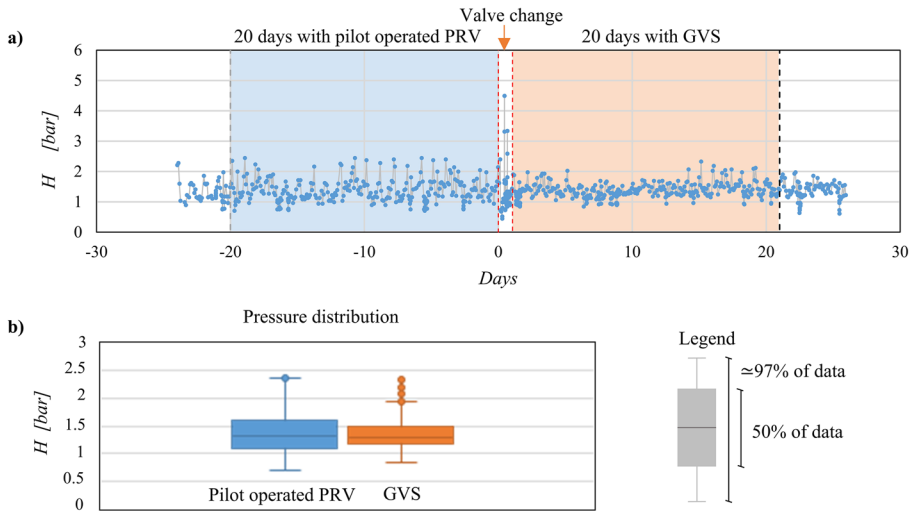 Valve change
a)
20 days with pilot operated PRV
20 days with GVS
6
5
4
3
2
1
0
H [bar]
-30
-20
-10
0
10
20
30
Days
b)
Pressure distribution
3
2.5
2
1.5
1
0.5
0
H [bar]
Pilot operated PRV
GVS
Legend
≃97% of data
50% of data